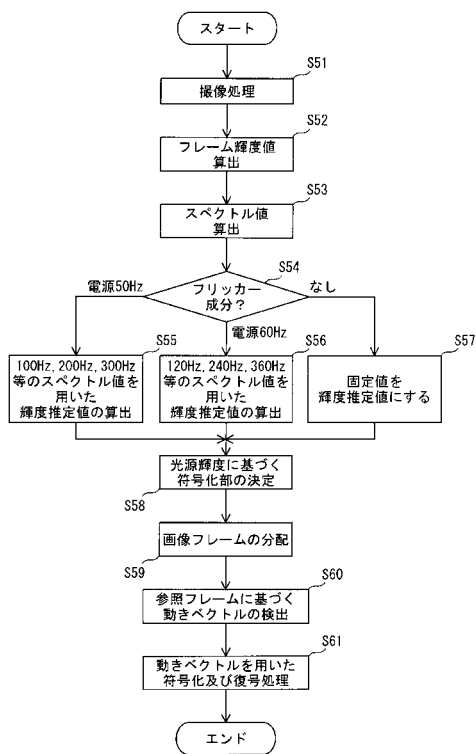 スタート
S51
撮像処理
S52
フレーム輝度値
算出
S53
スペクトル値
算出
S54
フリッカー
成分?
電源50Hz
電源60Hz
なし
S55
100Hz, 200Hz, 300Hz
等のスペクトル値を
用いた
輝度推定値の算出
S56
120Hz, 240Hz, 360Hz
等のスペクトル値を
用いた
輝度推定値の算出
S57
固定値を
輝度推定値にする
光源輝度に基づく
符号化部の決定
S58
画像フレームの分配
S59
S60
参照フレームに基づく
動きベクトルの検出
S61
動きベクトルを用いた
符号化及び復号処理
エンド